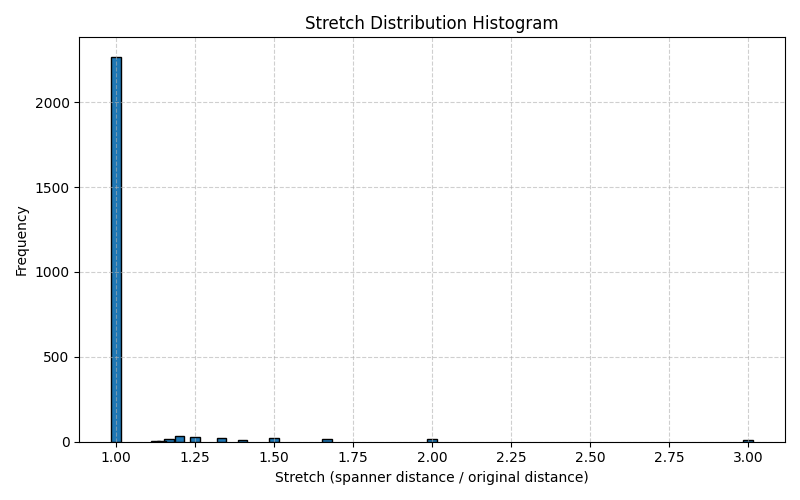 Stretch Distribution Histogram
Frequency
2000
1500
1000
500
0
1.00 1.25 1.50 1.75 2.00 2.25 2.50 2.75 3.00
Stretch (spanner distance / original distance)